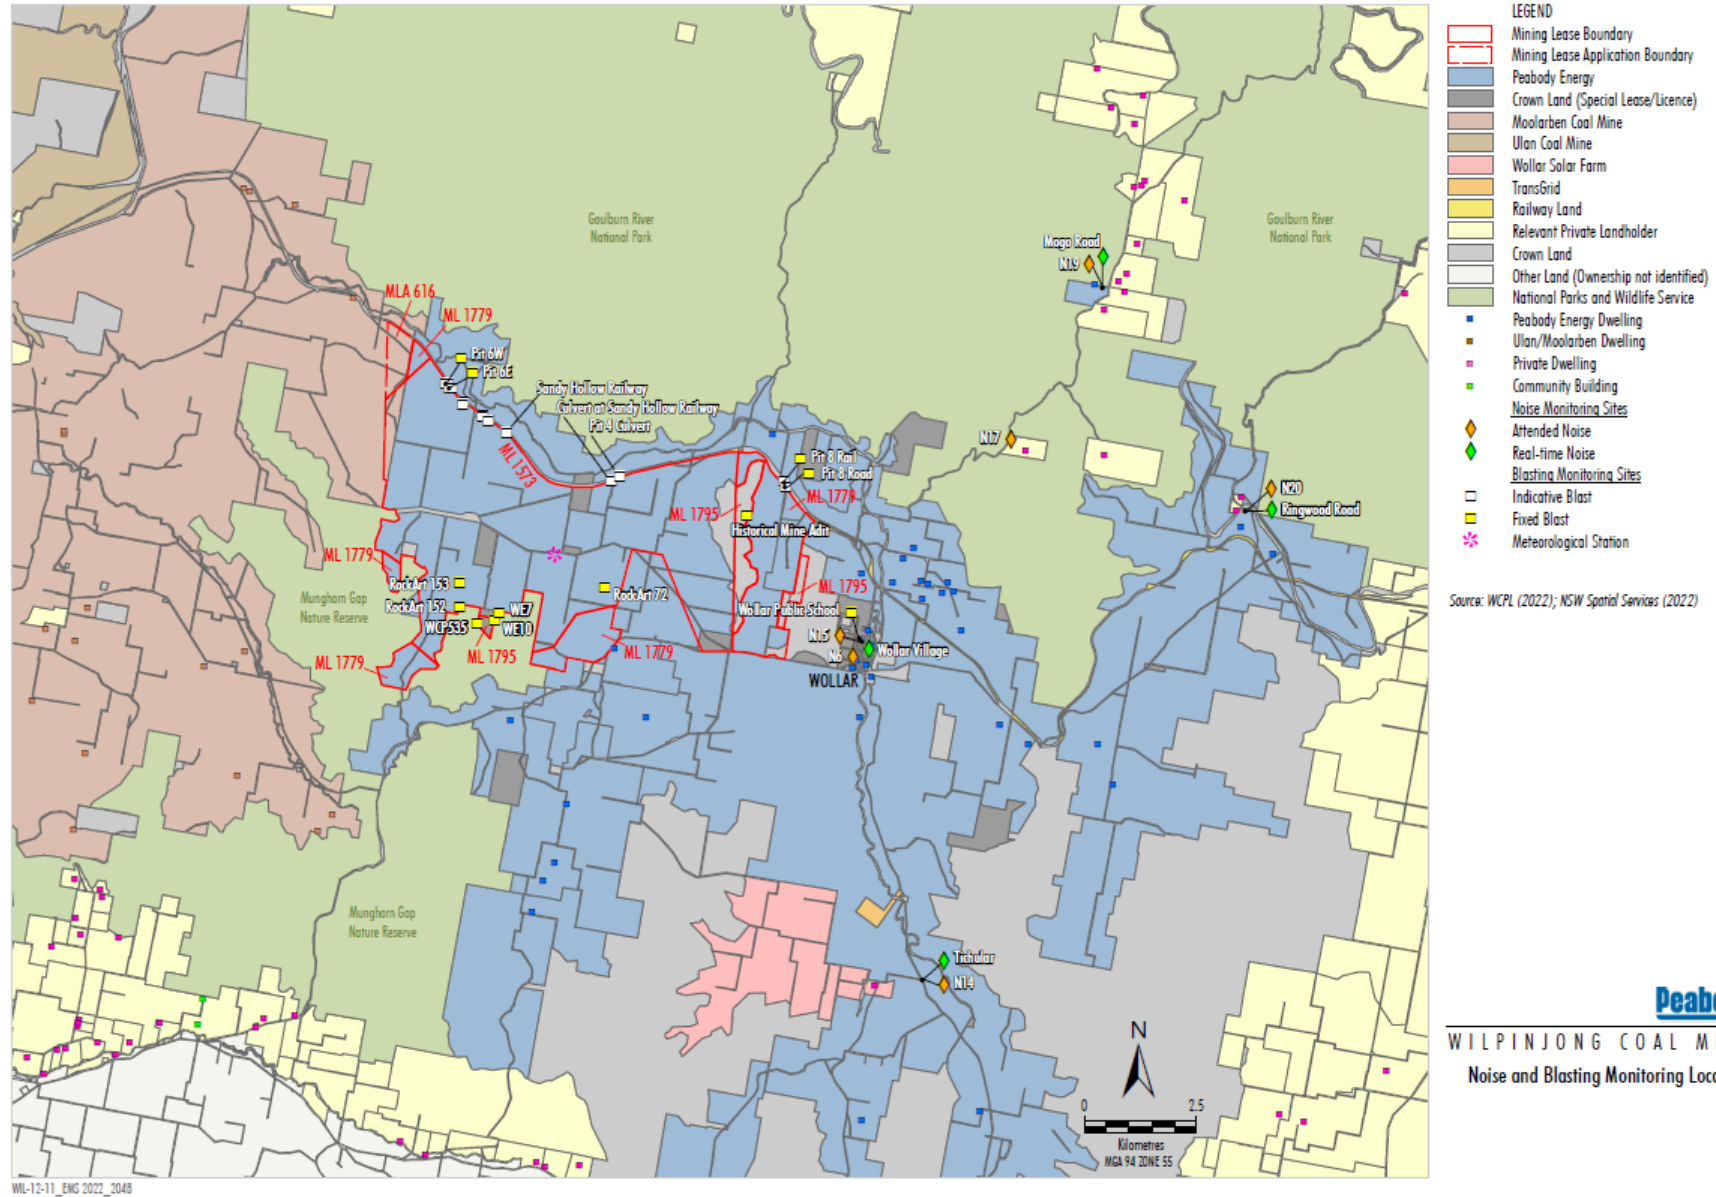 LEGEND
Mining Lease Boundary
Mining Lease Application Boundary
Peabody Energy
Crown Land (Special Lease/Licence)
Moolarben Coal Mine
Ulan Coal Mine
Wollar Solar Farm
TransGrid
Railway Land
Relevant Private Landholder
Crown Land
Other Land (Ownership not identified)
National Parks and Wildlife Service
Peabody Energy Dwelling
Ulan/Moolarben Dwelling
Private Dwelling
Community Building
Noise Monitoring Sites
Attended Noise
Real-time Noise
Blasting Monitoring Sites
Indicative Blast
Fixed Blast
Meteorological Station
Source: WCPL (2022); NSW Spatial Services (2022)
Goulburn River
National Park
Goulburn River
National Park
Mogo Road
N19
MLA 616
ML 1779
Pit 6W
Pit 6E
Sandy Hollow Railway
Culvert at Sandy Hollow Railway
Pit 4 Culvert
ML 1573
N17
Pit 8 Rail
Pit 8 Road
ML 1779
ML 1795
Historical Mine Adit
N20
Ringwood Road
ML 1779
RockArt 153
RockArt 152
Munghorn Gap
Nature Reserve
WE7
WE10
WCP535
RockArt 72
ML 1795
Wollar Public School
N15
N6
Wollar Village
WOLLAR
ML 1779
ML 1795
ML 1779
Munghorn Gap
Nature Reserve
Tichular
N14
N
0 2.5
Kilometres
MGA 94 ZONE 55
Peabo
WILPINJONG COAL MI
Noise and Blasting Monitoring Loca
WIL-12-11_EMS 2022_204B